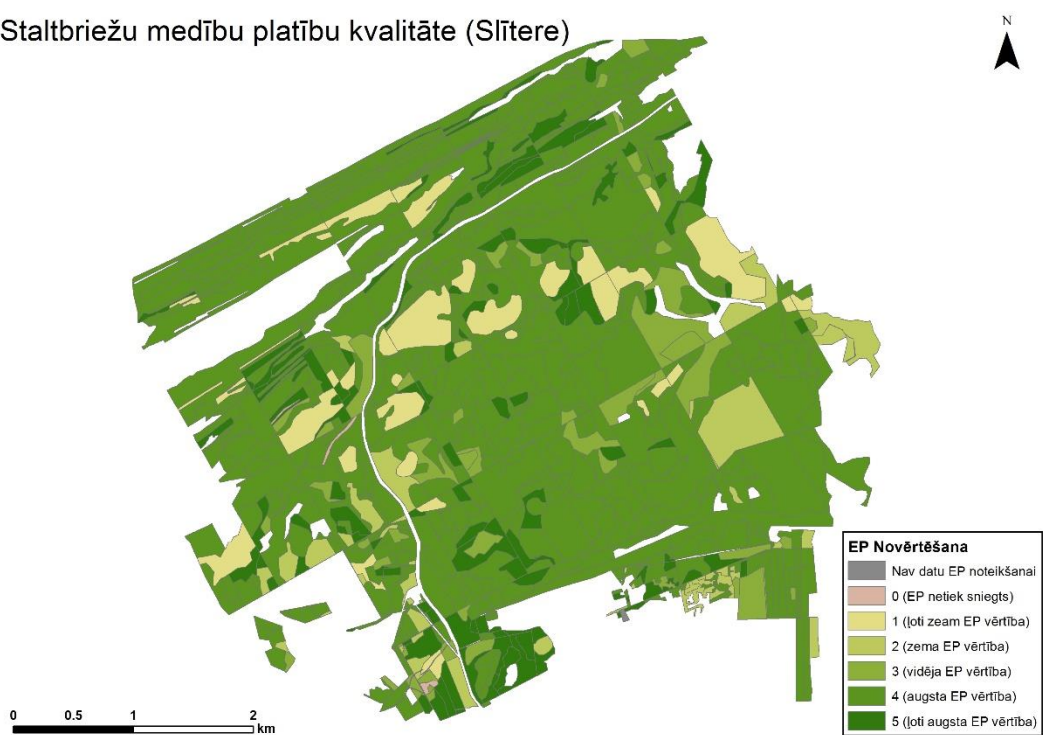 Staltbriežu medību platību kvalitāte (Slītere)
N
EP Novērtēšana
Nav datu EP noteikšanai
0 (EP netiek sniegts)
1 (ļoti zeam EP vērtība)
2 (zema EP vērtība)
3 (vidēja EP vērtība)
4 (augsta EP vērtība)
5 (ļoti augsta EP vērtība)
0 0.5 1 2
km